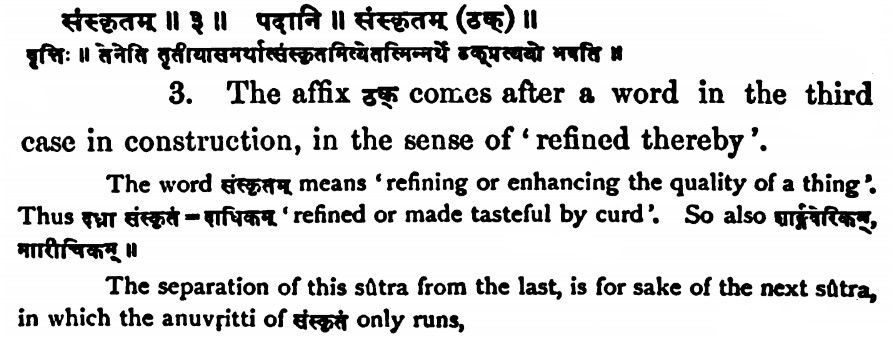 संस्कृतम् ॥ ३ ॥ पदानि ॥ संस्कृतम् (ठक्) ॥
वृत्तिः ॥ तेनेति तृतीयासमर्थात्संस्कृतमित्येतस्मिन्नर्थे ठक्प्रत्ययो भवति ॥
3. The affix ठक् comes after a word in the third
case in construction, in the sense of ‘refined thereby’.
The word संस्कृतम् means ‘refining or enhancing the quality of a thing’.
Thus दध्ना संस्कृतं = दाधिकम् ‘refined or made tasteful by curd’. So also शार्ङ्गवेरिकम्,
मारीचिकम् ॥
The separation of this sûtra from the last, is for sake of the next sûtra,
in which the anuvṛitti of संस्कृतं only runs,